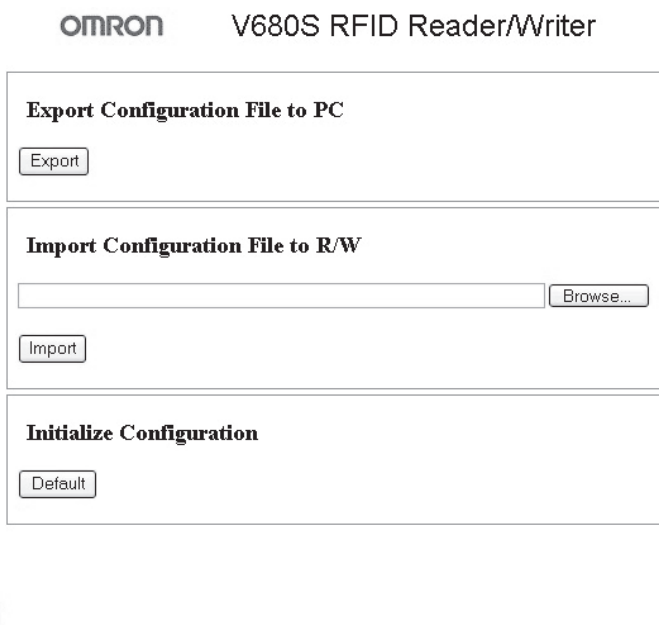 OMRON V680S RFID Reader/Writer
Export Configuration File to PC
Export
Import Configuration File to R/W
Browse...
Import
Initialize Configuration
Default